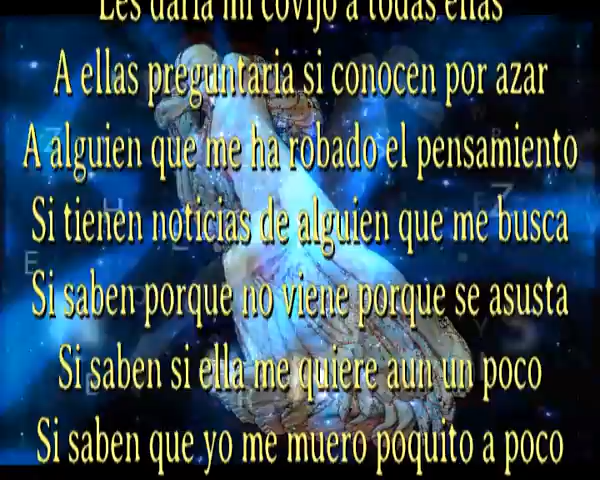 Les daria mi covijo a todas ellas
A ellas preguntaria si conocen por azar
A alguien que me ha robado el pensamiento
Si tienen noticias de alguien que me busca
Si saben porque no viene porque se asusta
Si saben si ella me quiere aun un poco
Si saben que yo me muero poquito a poco